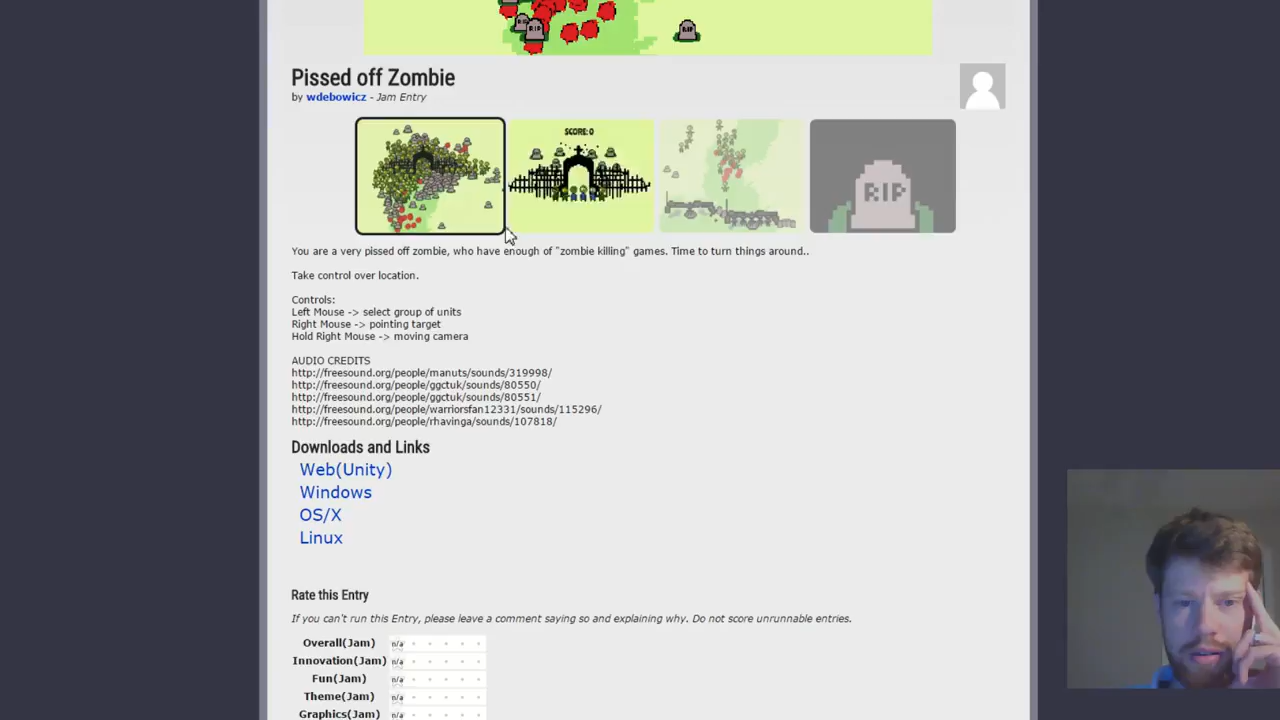 RIP
RIP
RIP
Pissed off Zombie
by wdebowicz - Jam Entry
SCORE: 0
RIP
You are a very pissed off zombie, who have enough of "zombie killing" games. Time to turn things around..
Take control over location.
Controls:
Left Mouse -> select group of units
Right Mouse -> pointing target
Hold Right Mouse -> moving camera
AUDIO CREDITS
http://freesound.org/people/manuts/sounds/319998/
http://freesound.org/people/ggctuk/sounds/80550/
http://freesound.org/people/ggctuk/sounds/80551/
http://freesound.org/people/warriorsfan12331/sounds/115296/
http://freesound.org/people/rhavinga/sounds/107818/
Downloads and Links
Web(Unity)
Windows
OS/X
Linux
Rate this Entry
If you can't run this Entry, please leave a comment saying so and explaining why. Do not score unrunnable entries.
Overall(Jam) n/a
Innovation(Jam) n/a
Fun(Jam) n/a
Theme(Jam) n/a
Graphics(Jam) n/a